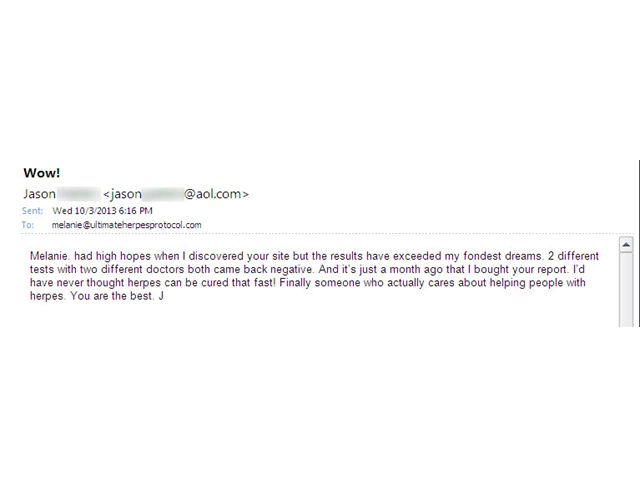 Wow!
Jason <jason @aol.com>
Sent: Wed 10/3/2013 6:16 PM
To: melanie@ultimateherpesprotocol.com
Melanie. had high hopes when I discovered your site but the results have exceeded my fondest dreams. 2 different
tests with two different doctors both came back negative. And it's just a month ago that I bought your report. I'd
have never thought herpes can be cured that fast! Finally someone who actually cares about helping people with
herpes. You are the best. J